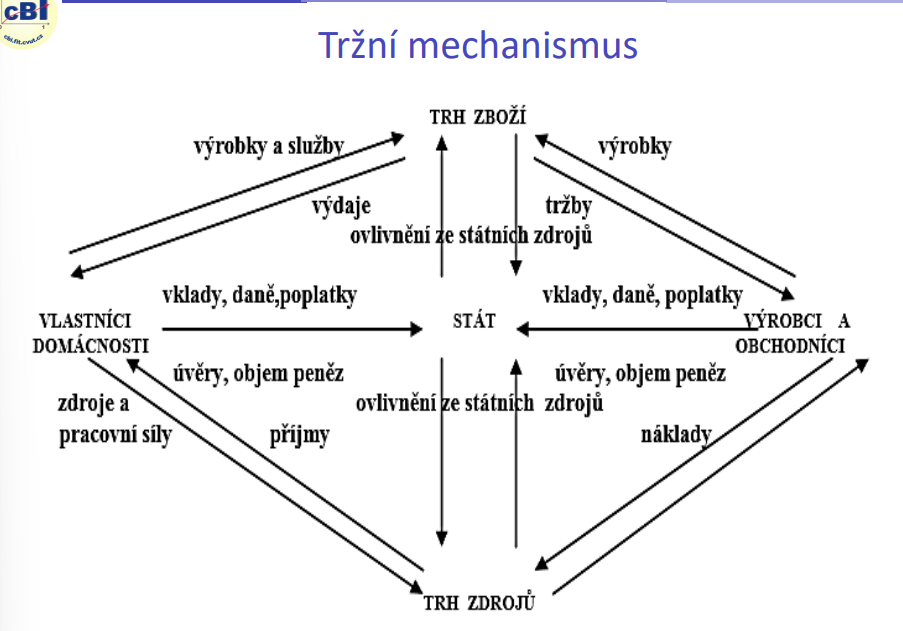 cBI
cbi.fit.cvut.cz
Tržní mechanismus
TRH ZBOŽÍ
výrobky a služby
výrobky
výdaje
tržby
ovlivnění ze státních zdrojů
vklady, daně,poplatky
vklady, daně, poplatky
VLASTNÍCI
DOMÁCNOSTI
STÁT
VÝROBCI A
OBCHODNÍCI
úvěry, objem peněz
úvěry, objem peněz
ovlivnění ze státních zdrojů
zdroje a
pracovní síly
příjmy
náklady
TRH ZDROJŮ